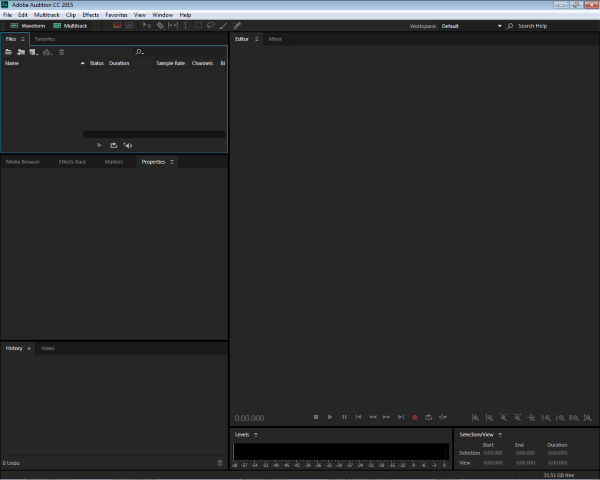 Adobe Audition CC 2015
File Edit Multitrack Clip Effects Favorites View Window Help
Waveform Multitrack Workspace: Default Search Help
Files Favorites
Editor Mixer
Name Status Duration Sample Rate Channels Bi
Media Browser Effects Rack Markers Properties
History Video
0:00.000
Levels
dB -57 -54 -51 -48 -45 -42 -39 -36 -33 -30 -27 -24 -21 -18 -15 -12 -9 -6 -3 0
Selection/View
Start End Duration
Selection 0:00.000 0:00.000 0:00.000
View 0:00.000 0:00.000 0:00.000
0 Undo
33.51 GB free